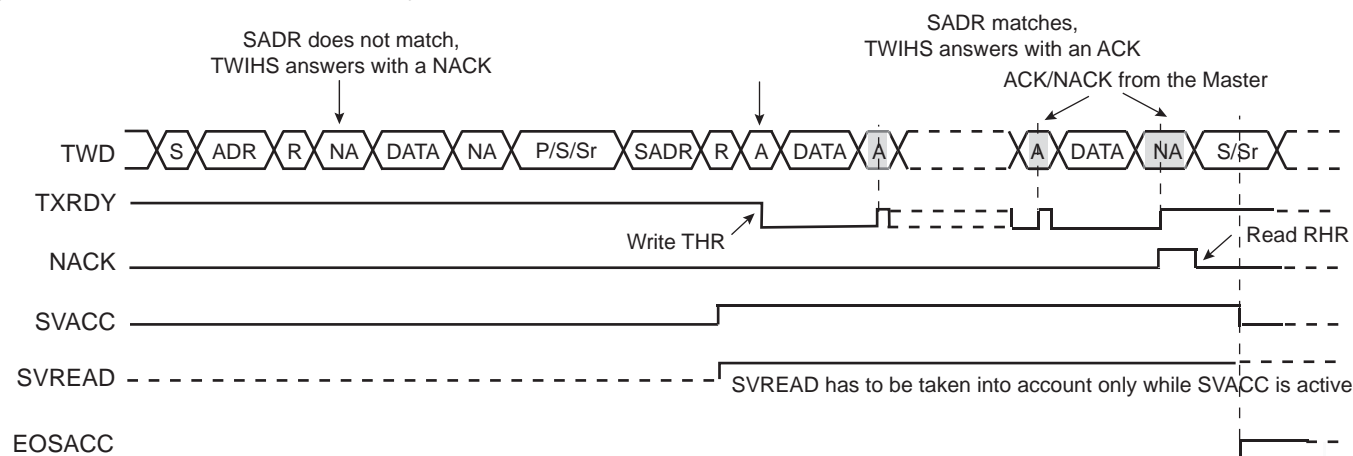 SADR does not match,
TWIHS answers with a NACK
SADR matches,
TWIHS answers with an ACK
ACK/NACK from the Master
TWD S ADR R NA DATA NA P/S/Sr SADR R A DATA A A DATA NA S/Sr
TXRDY
Write THR
Read RHR
NACK
SVACC
SVREAD
SVREAD has to be taken into account only while SVACC is active
EOSACC